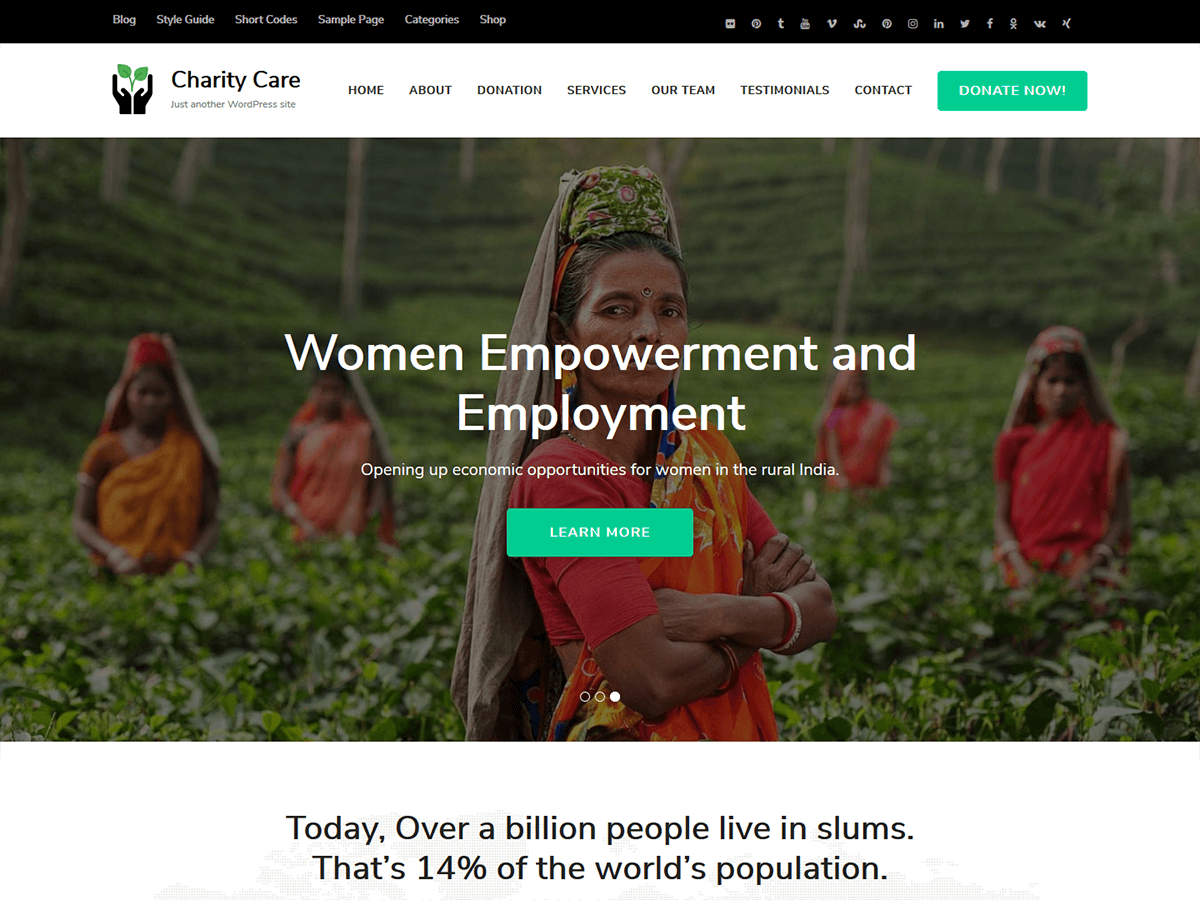 Blog Style Guide Short Codes Sample Page Categories Shop
Charity Care
Just another WordPress site
HOME ABOUT DONATION SERVICES OUR TEAM TESTIMONIALS CONTACT DONATE NOW!
Women Empowerment and
Employment
Opening up economic opportunities for women in the rural India.
LEARN MORE
Today, Over a billion people live in slums.
That's 14% of the world's population.